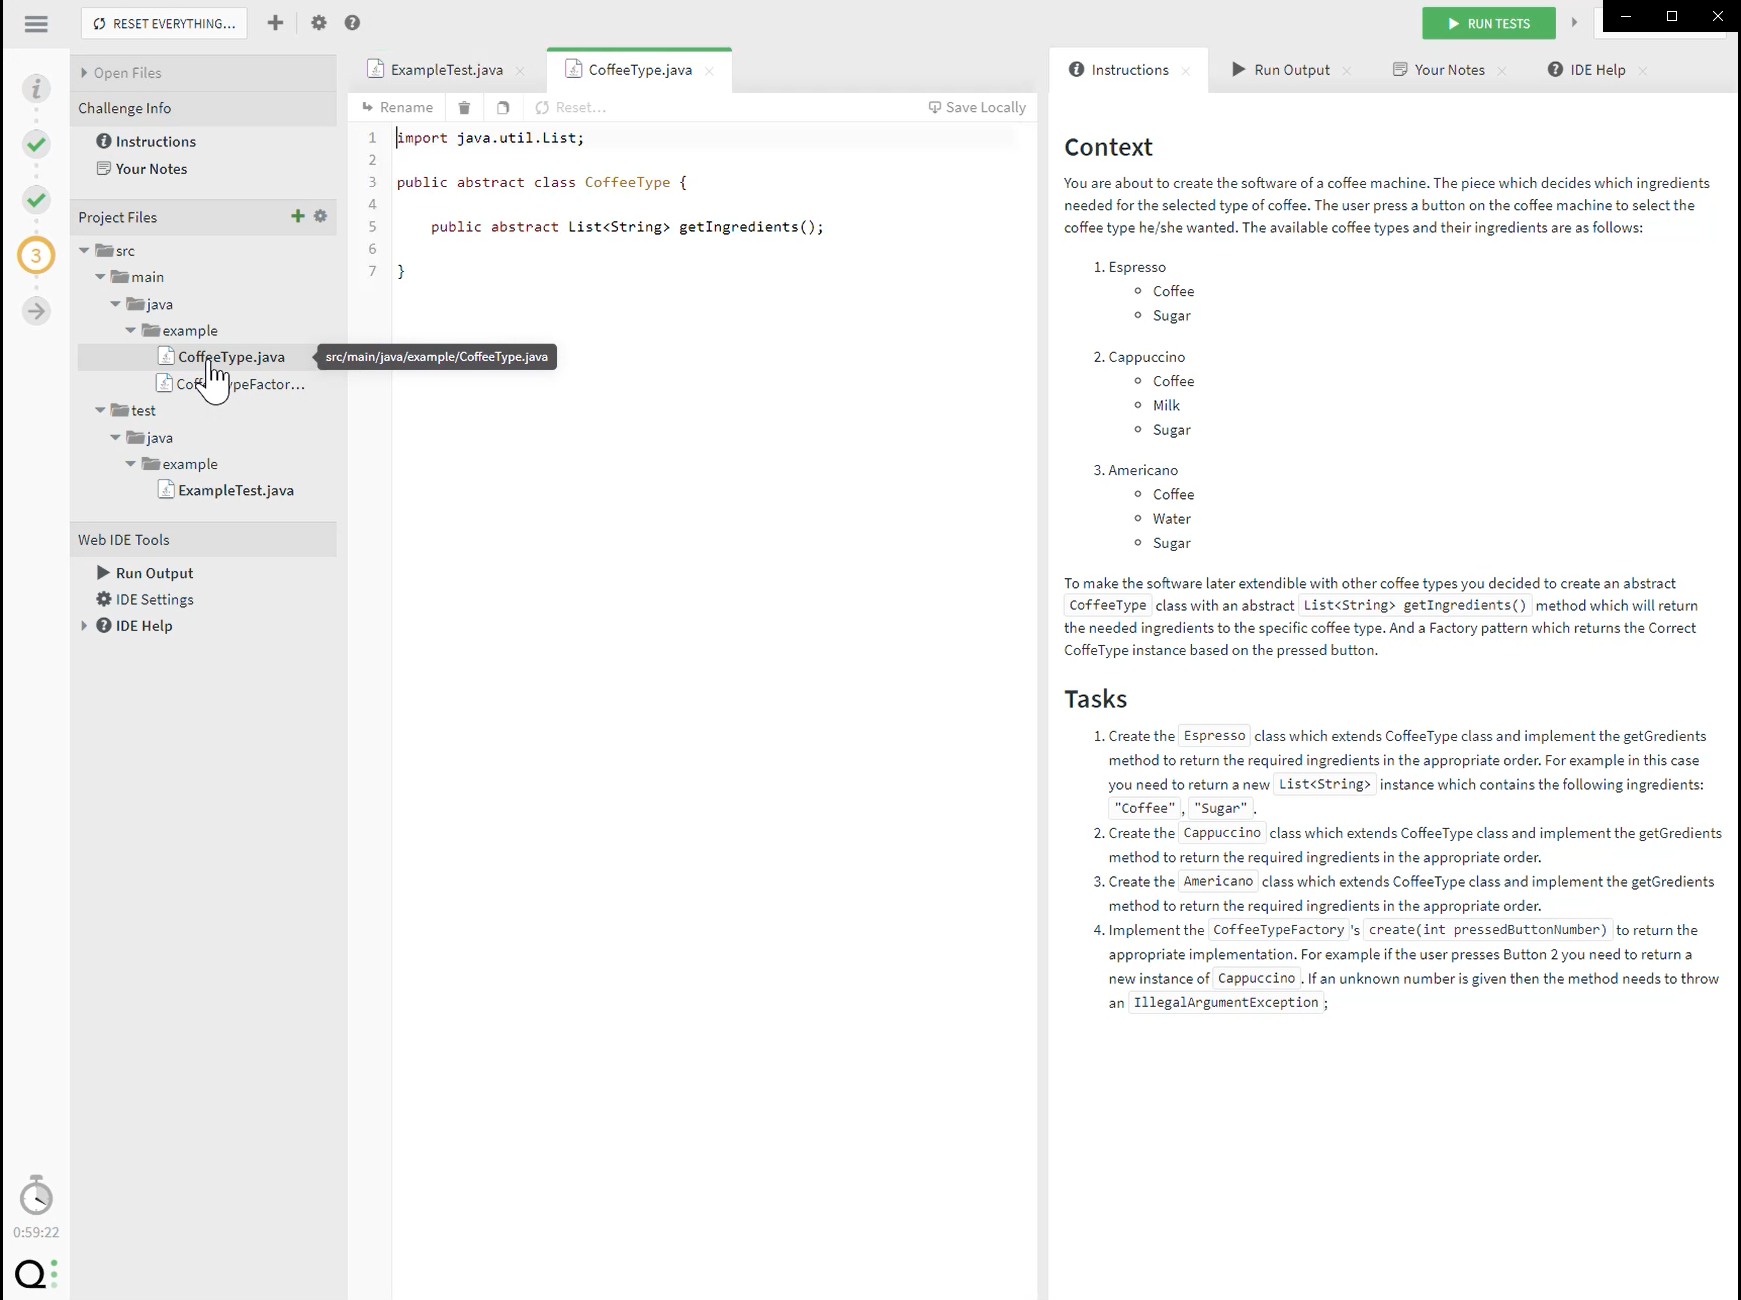 RESET EVERYTHING...
RUN TESTS
Open Files
Challenge Info
Instructions
Your Notes
Project Files
src
main
java
example
CoffeeType.java
src/main/java/example/CoffeeType.java
test
java
example
ExampleTest.java
Web IDE Tools
Run Output
IDE Settings
IDE Help
3
0:59:22
ExampleTest.java
CoffeeType.java
Rename
Reset...
Save Locally
1 import java.util.List;
2
3 public abstract class CoffeeType {
4
5 public abstract List<String> getIngredients();
6
7 }
Instructions
Run Output
Your Notes
IDE Help
Context
You are about to create the software of a coffee machine. The piece which decides which ingredients
needed for the selected type of coffee. The user press a button on the coffee machine to select the
coffee type he/she wanted. The available coffee types and their ingredients are as follows:
1. Espresso
Coffee
Sugar
2. Cappuccino
Coffee
Milk
Sugar
3. Americano
Coffee
Water
Sugar
To make the software later extendible with other coffee types you decided to create an abstract
CoffeeType class with an abstract List<String> getIngredients() method which will return
the needed ingredients to the specific coffee type. And a Factory pattern which returns the Correct
CoffeType instance based on the pressed button.
Tasks
1. Create the Espresso class which extends CoffeeType class and implement the getGredients
method to return the required ingredients in the appropriate order. For example in this case
you need to return a new List<String> instance which contains the following ingredients:
"Coffee", "Sugar".
2. Create the Cappuccino class which extends CoffeeType class and implement the getGredients
method to return the required ingredients in the appropriate order.
3. Create the Americano class which extends CoffeeType class and implement the getGredients
method to return the required ingredients in the appropriate order.
4. Implement the CoffeeTypeFactory 's create(int pressedButtonNumber) to return the
appropriate implementation. For example if the user presses Button 2 you need to return a
new instance of Cappuccino. If an unknown number is given then the method needs to throw
an IllegalArgumentException;